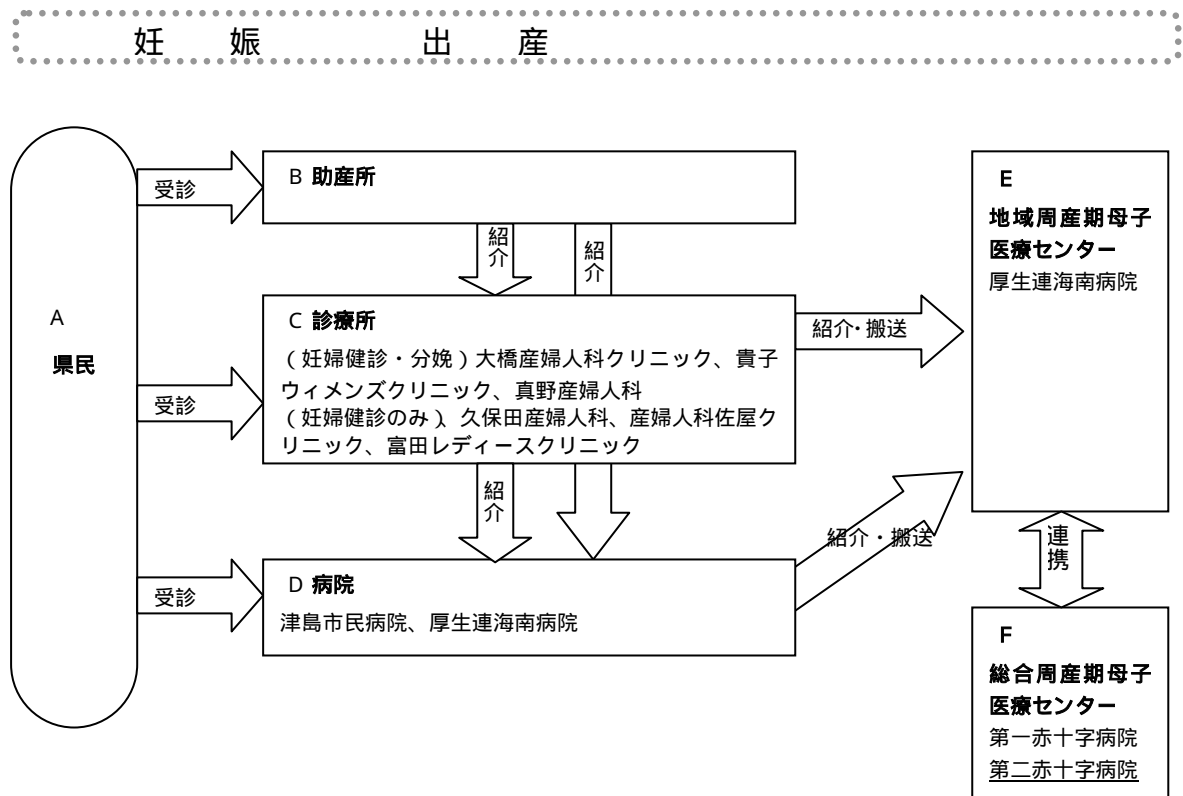 妊 娠 出 産
A
県民
受診
受診
受診
B 助産所
紹介
紹介
C 診療所
（妊婦健診・分娩）大橋産婦人科クリニック、貴子
ウィメンズクリニック、真野産婦人科
（妊婦健診のみ）、久保田産婦人科、産婦人科佐屋ク
リニック、富田レディースクリニック
紹介
D 病院
津島市民病院、厚生連海南病院
紹介・搬送
紹介・搬送
E
地域周産期母子
医療センター
厚生連海南病院
連携
F
総合周産期母子
医療センター
第一赤十字病院
第二赤十字病院